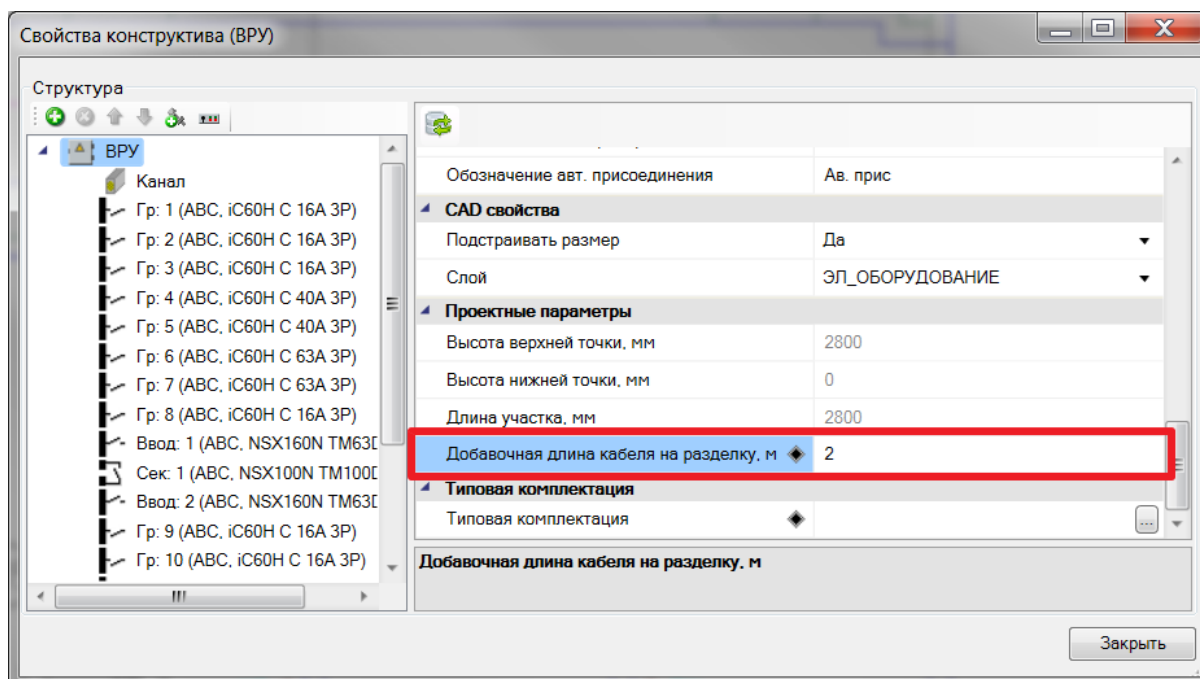 Свойства конструктива (ВРУ)
Структура
ВРУ
Канал
Гр: 1 (ABC, iC60H C 16A 3P)
Гр: 2 (ABC, iC60H C 16A 3P)
Гр: 3 (ABC, iC60H C 16A 3P)
Гр: 4 (ABC, iC60H C 40A 3P)
Гр: 5 (ABC, iC60H C 40A 3P)
Гр: 6 (ABC, iC60H C 63A 3P)
Гр: 7 (ABC, iC60H C 63A 3P)
Гр: 8 (ABC, iC60H C 16A 3P)
Ввод: 1 (ABC, NSX160N TM63D
Сек: 1 (ABC, NSX100N TM100D
Ввод: 2 (ABC, NSX160N TM63D
Гр: 9 (ABC, iC60H C 16A 3P)
Гр: 10 (ABC, iC60H C 16A 3P)
Обозначение авт. присоединения Ав. прис
CAD свойства
Подстраивать размер Да
Слой ЭЛ_ОБОРУДОВАНИЕ
Проектные параметры
Высота верхней точки, мм 2800
Высота нижней точки, мм 0
Длина участка, мм 2800
Добавочная длина кабеля на разделку, м 2
Типовая комплектация
Типовая комплектация ...
Добавочная длина кабеля на разделку, м
Закрыть